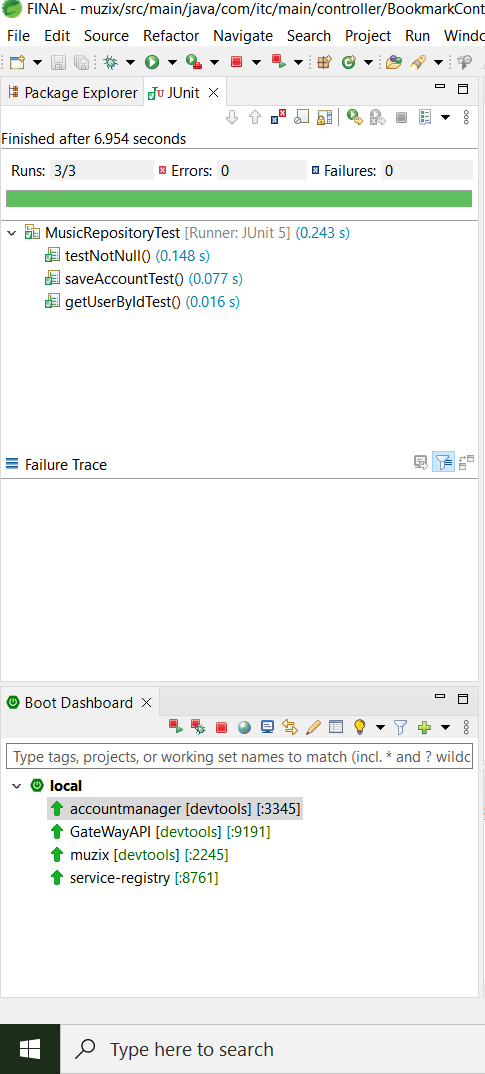 FINAL - muzix/src/main/java/com/itc/main/controller/BookmarkCont
File Edit Source Refactor Navigate Search Project Run Windo
Package Explorer JUnit
Finished after 6.954 seconds
Runs: 3/3 Errors: 0 Failures: 0
MusicRepositoryTest [Runner: JUnit 5] (0.243 s)
testNotNull() (0.148 s)
saveAccountTest() (0.077 s)
getUserByIdTest() (0.016 s)
Failure Trace
Boot Dashboard
Type tags, projects, or working set names to match (incl. * and ? wildc
local
accountmanager [devtools] [:3345]
GateWayAPI [devtools] [:9191]
muzix [devtools] [:2245]
service-registry [:8761]
Type here to search